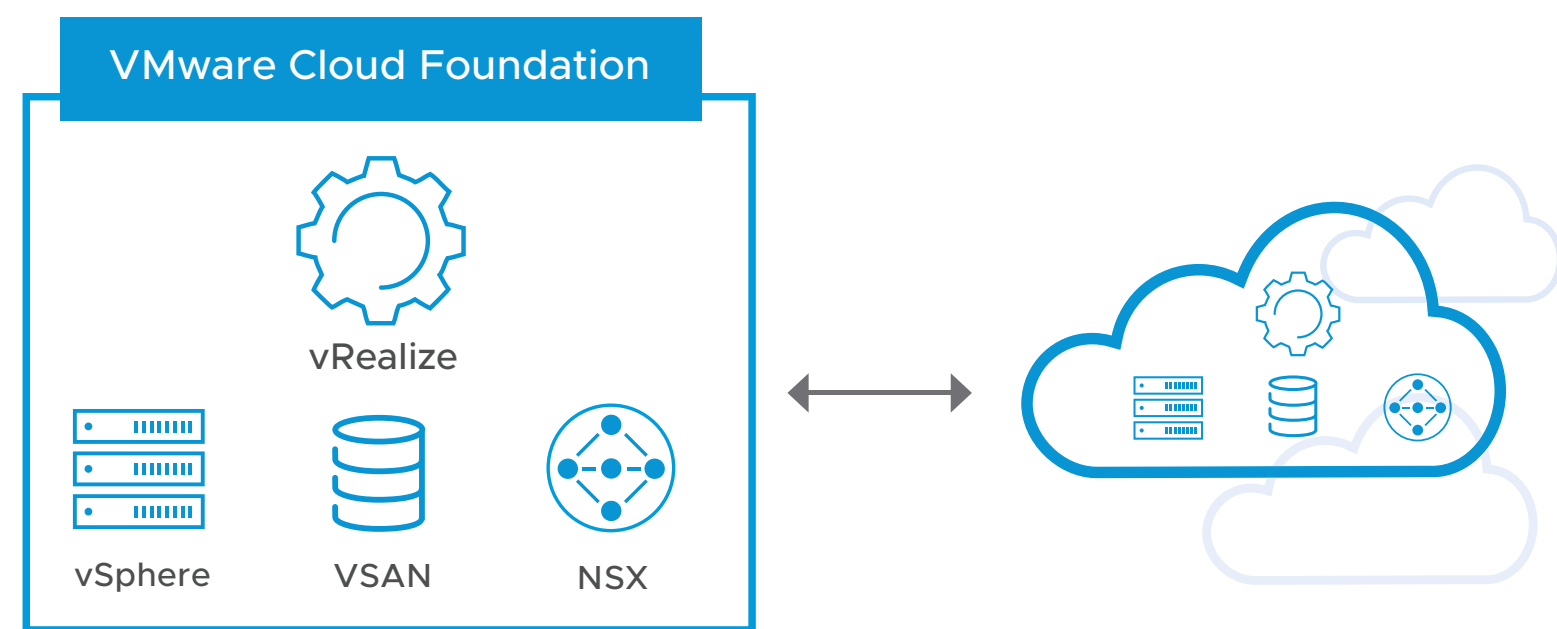 VMware Cloud Foundation
vRealize
vSphere
VSAN
NSX